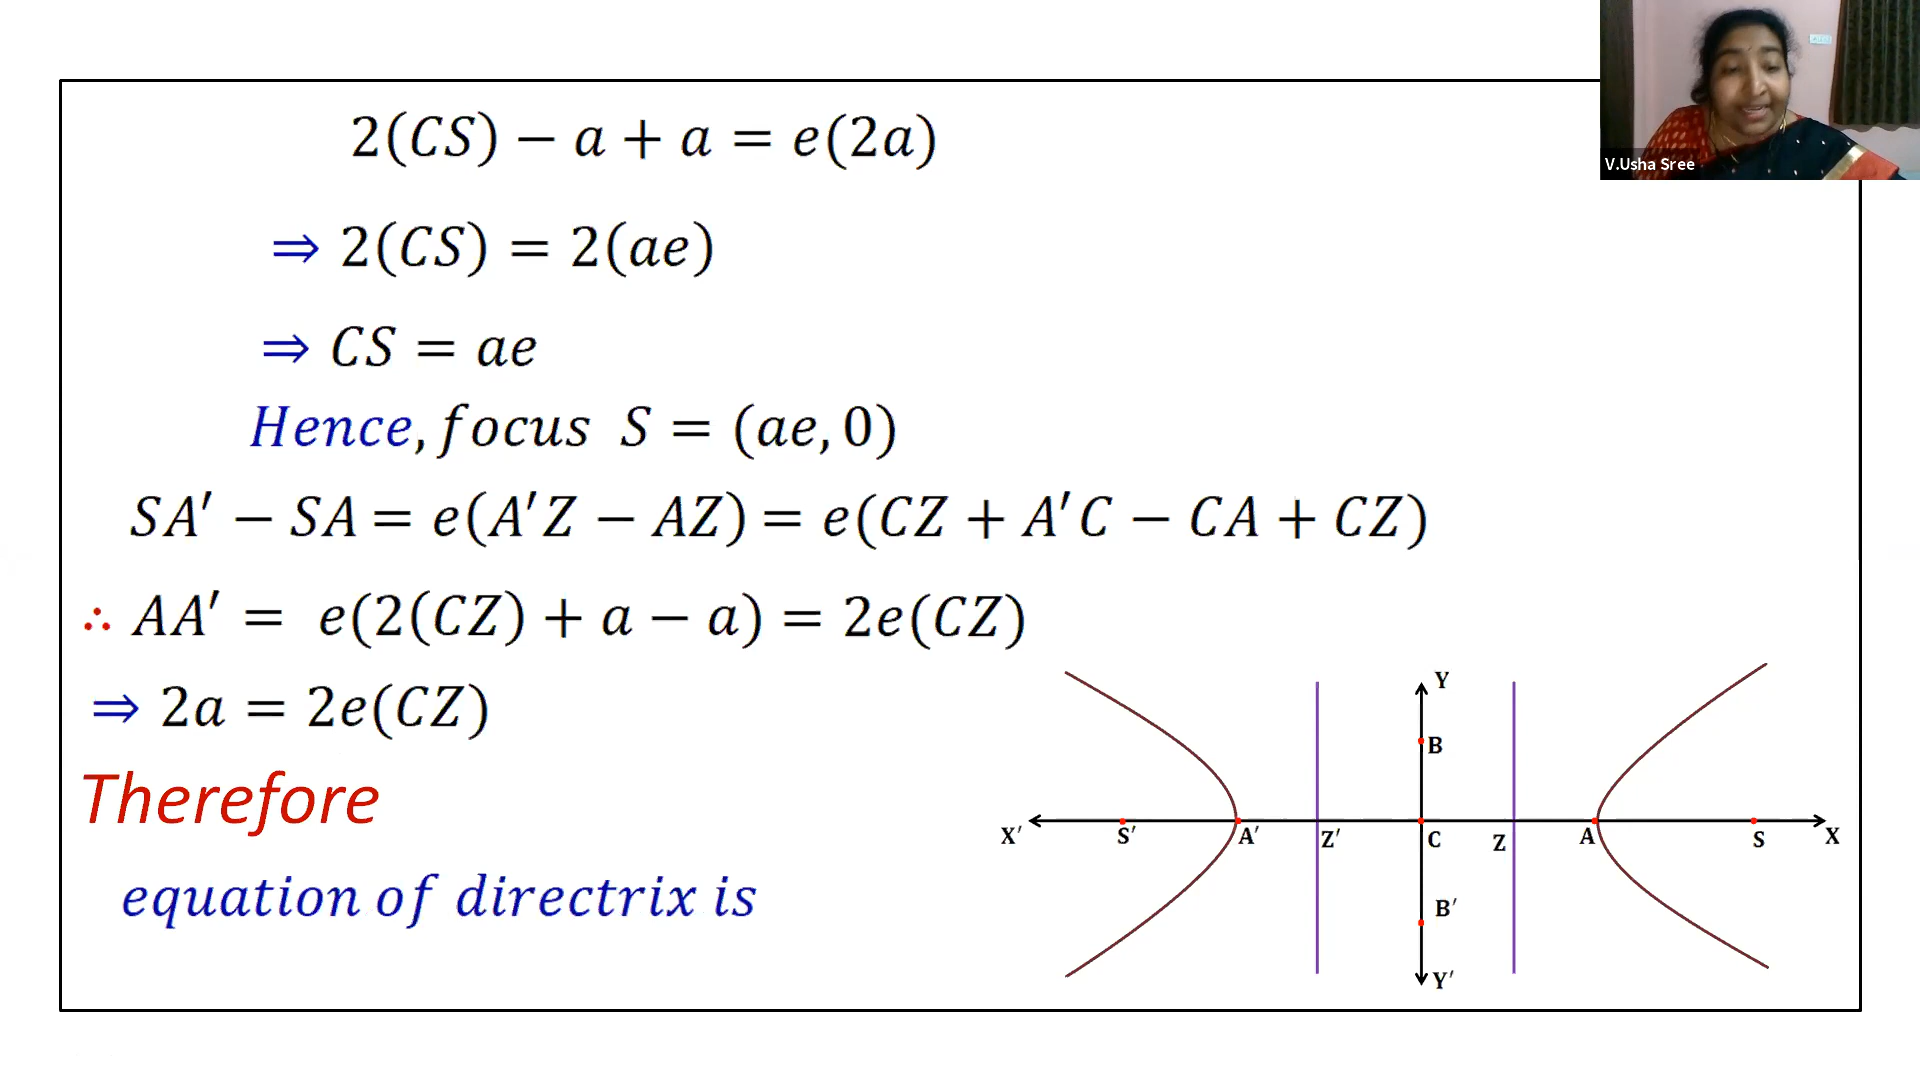 2(CS) − a + a = e(2a)
⇒ 2(CS) = 2(ae)
⇒ CS = ae
Hence, focus S = (ae, 0)
SA′ − SA = e(A′Z − AZ) = e(CZ + A′C − CA + CZ)
∴ AA′ = e(2(CZ) + a − a) = 2e(CZ)
⇒ 2a = 2e(CZ)
Therefore
equation of directrix is
Y
B
X′ S′ A′ Z′ C Z A S X
B′
Y′
V.Usha Sree